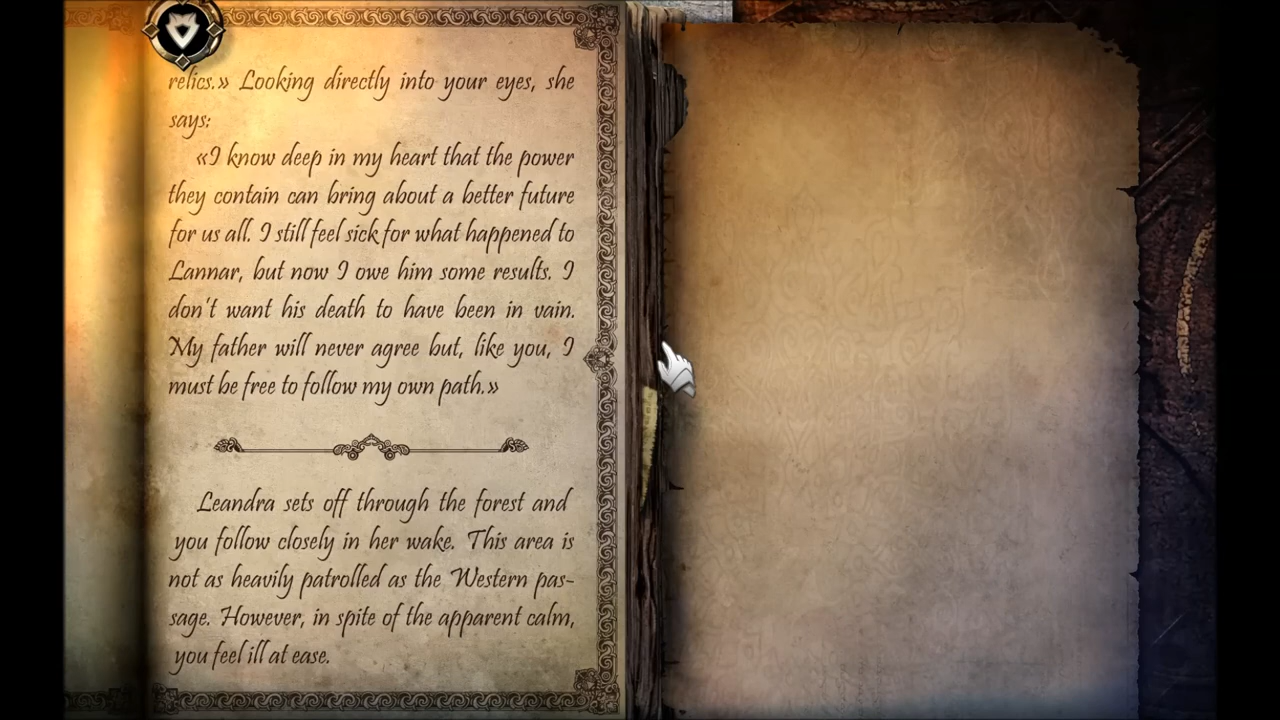 relics.» Looking directly into your eyes, she
says:
«I know deep in my heart that the power
they contain can bring about a better future
for us all. I still feel sick for what happened to
Lannar, but now I owe him some results. I
don't want his death to have been in vain.
My father will never agree but, like you, I
must be free to follow my own path.»
Leandra sets off through the forest and
you follow closely in her wake. This area is
not as heavily patrolled as the Western pas-
sage. However, in spite of the apparent calm,
you feel ill at ease.